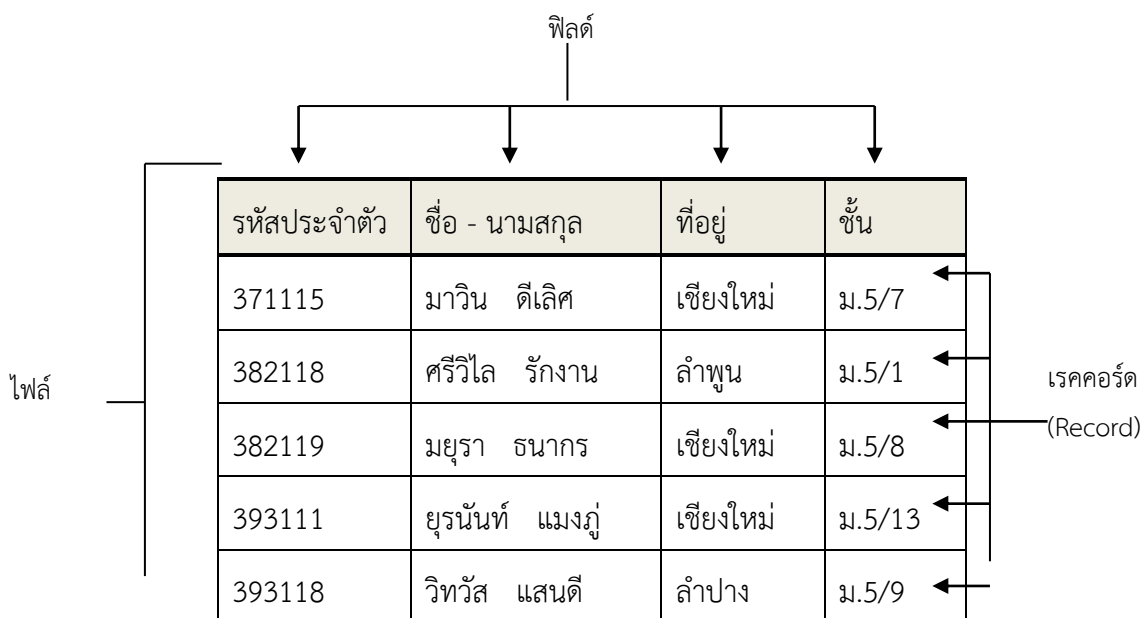 ฟิลด์
รหัสประจำตัว ชื่อ - นามสกุล ที่อยู่ ชั้น
371115 มาวิน ดีเลิศ เชียงใหม่ ม.5/7
382118 ศรีวิไล รักงาน ลำพูน ม.5/1
ไฟล์
เรคคอร์ด
(Record)
382119 มยุรา ธนากร เชียงใหม่ ม.5/8
393111 ยุรนันท์ แมงภู่ เชียงใหม่ ม.5/13
393118 วิทวัส แสนดี ลำปาง ม.5/9